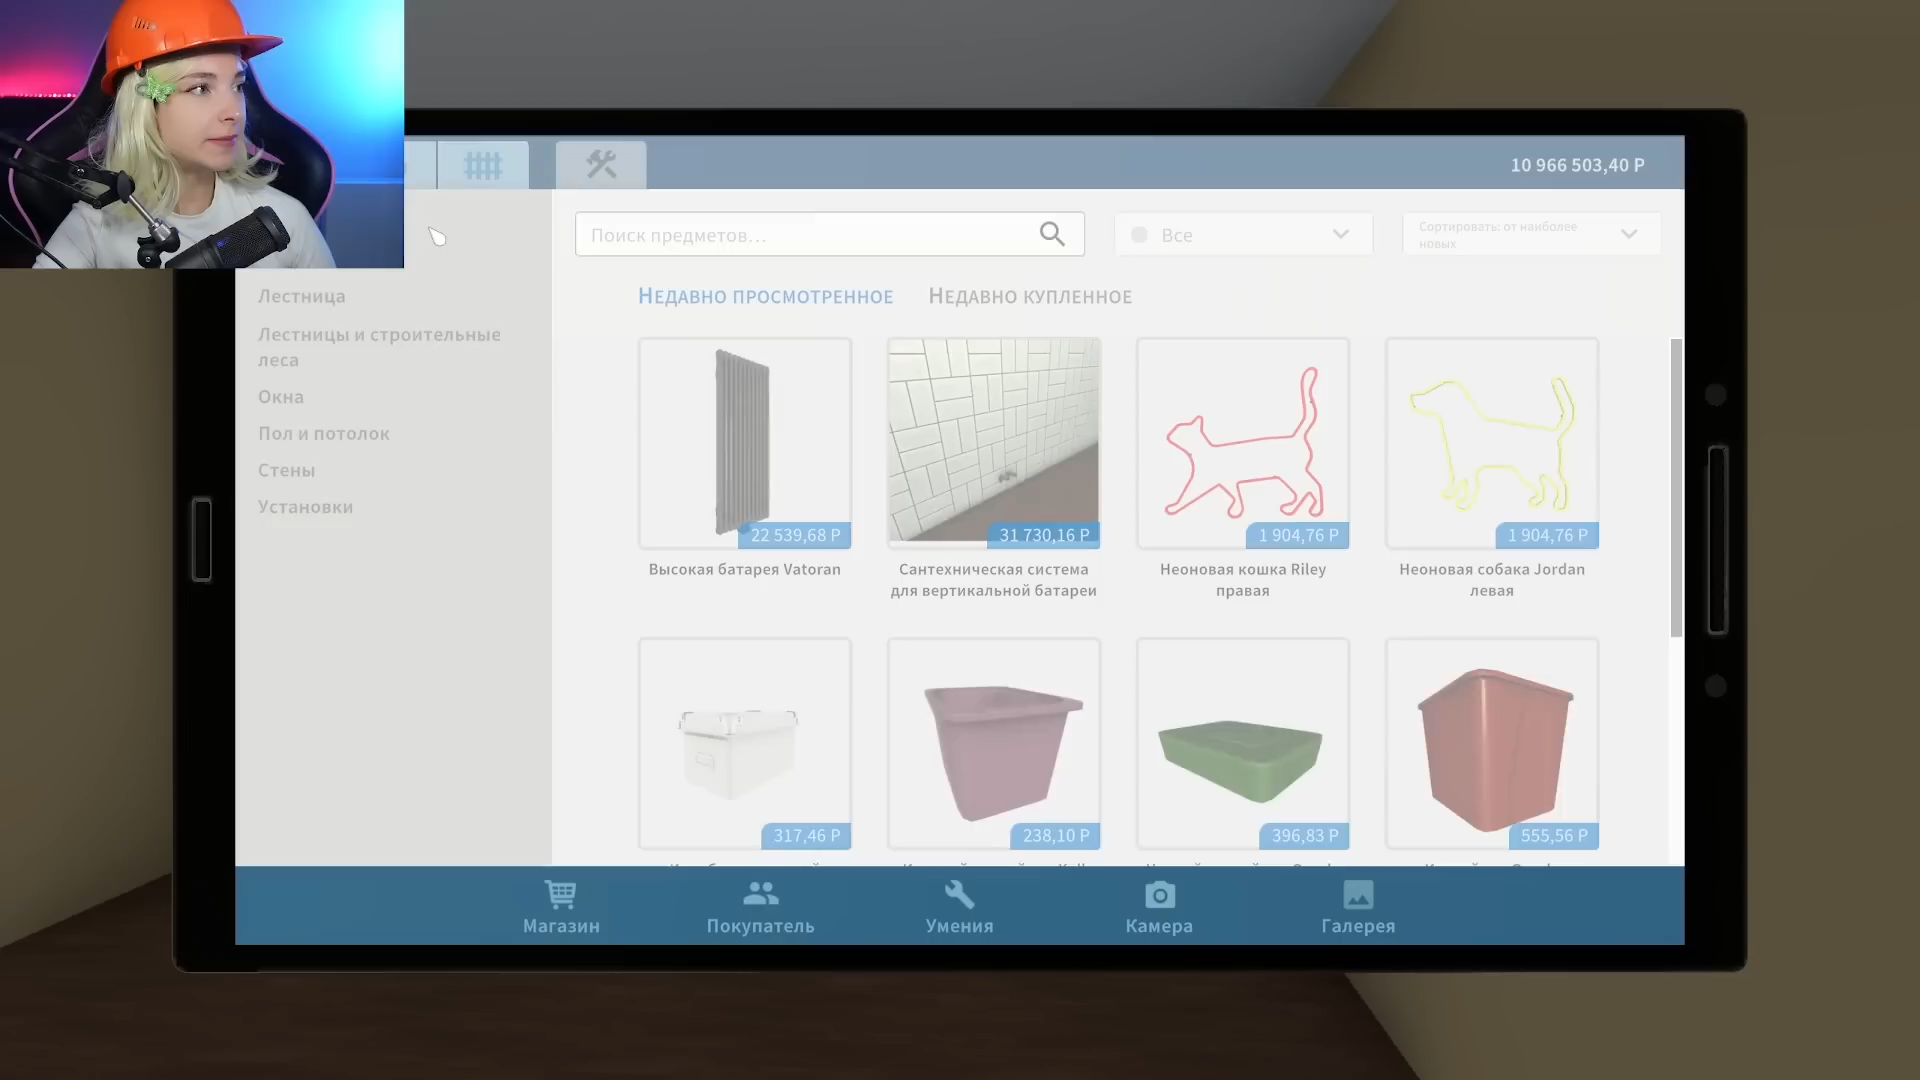 10 966 503,40 Р
Поиск предметов...
Все
Сортировать: от наиболее
новых
Лестница
Лестницы и строительные
леса
Окна
Пол и потолок
Стены
Установки
Недавно просмотренное
Недавно купленное
22 539,68 Р
31 730,16 Р
1 904,76 Р
1 904,76 Р
Высокая батарея Vatoran
Сантехническая система
для вертикальной батареи
Неоновая кошка Riley
правая
Неоновая собака Jordan
левая
317,46 Р
238,10 Р
396,83 Р
555,56 Р
Магазин
Покупатель
Умения
Камера
Галерея